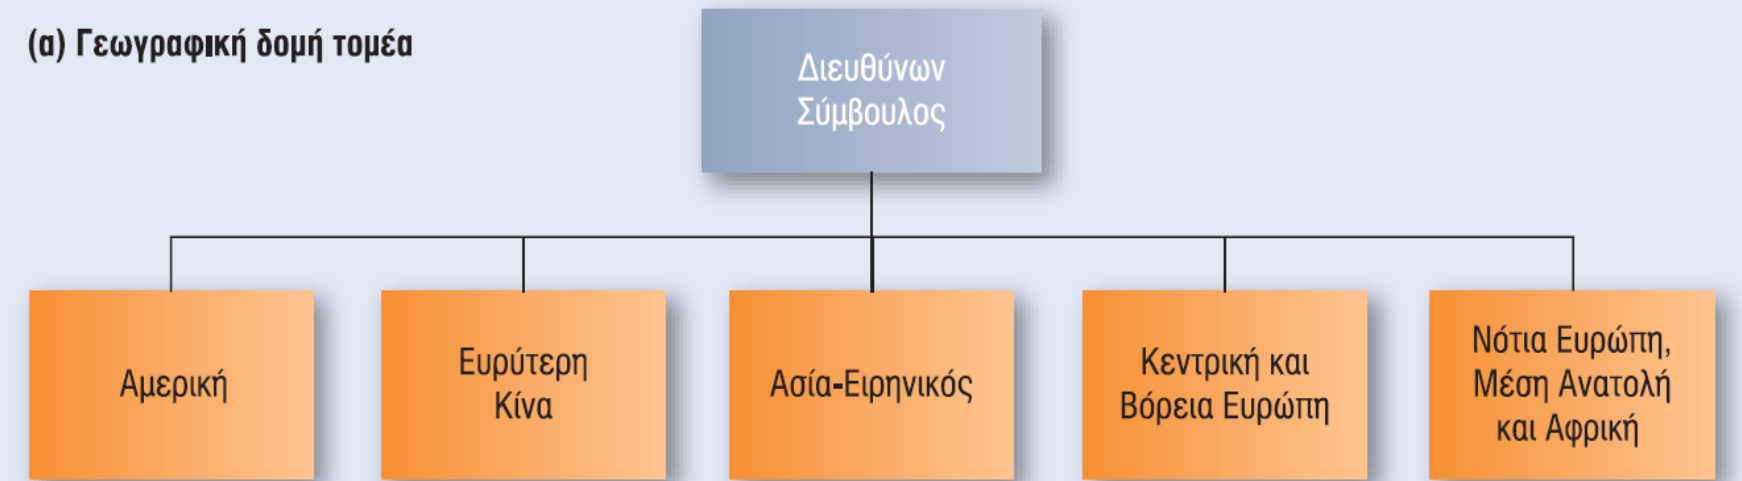 (α) Γεωγραφική δομή τομέα
Διευθύνων
Σύμβουλος
Αμερική
Ευρύτερη
Κίνα
Ασία-Ειρηνικός
Κεντρική και
Βόρεια Ευρώπη
Νότια Ευρώπη,
Μέση Ανατολή
και Αφρική